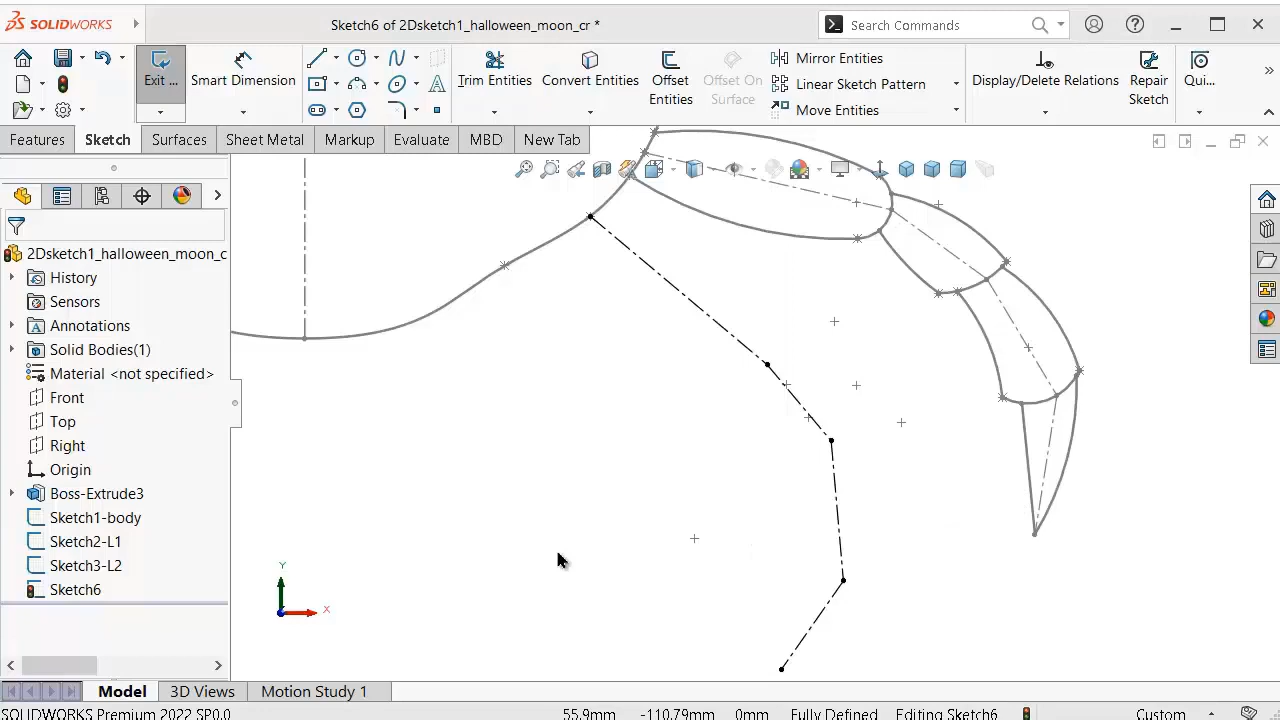 SOLIDWORKS
Sketch6 of 2Dsketch1_halloween_moon_cr *
Search Commands
Exit ...
Smart Dimension
Trim Entities
Convert Entities
Offset Entities
Offset On Surface
Mirror Entities
Linear Sketch Pattern
Move Entities
Display/Delete Relations
Repair Sketch
Qui...
Features
Sketch
Surfaces
Sheet Metal
Markup
Evaluate
MBD
New Tab
2Dsketch1_halloween_moon_c
History
Sensors
Annotations
Solid Bodies(1)
Material <not specified>
Front
Top
Right
Origin
Boss-Extrude3
Sketch1-body
Sketch2-L1
Sketch3-L2
Sketch6
Y
X
Model
3D Views
Motion Study 1
SOLIDWORKS Premium 2022 SP0.0
55.9mm
-110.79mm
0mm
Fully Defined
Editing Sketch6
Custom